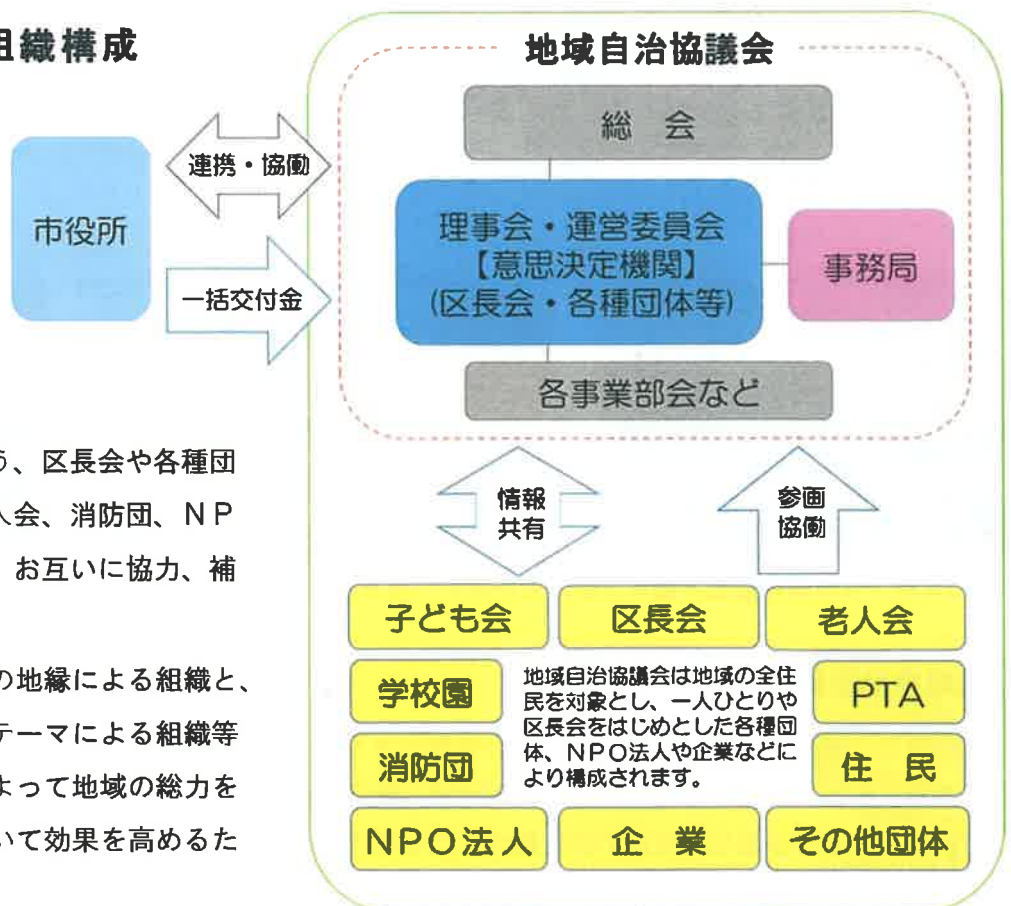 組織構成
地域自治協議会
総 会
連携・協働
市役所
理事会・運営委員会
【意思決定機関】
(区長会・各種団体等)
事務局
一括交付金
各事業部会など
、区長会や各種団
人会、消防団、NP
お互いに協力、補
の地縁による組織と、
テーマによる組織等
よって地域の総力を
いて効果を高めるた
情報
共有
参画
協働
子ども会
区長会
老人会
学校園
地域自治協議会は地域の全住
民を対象とし、一人ひとりや
区長会をはじめとした各種団
体、NPO法人や企業などに
より構成されます。
PTA
消防団
住 民
NPO法人
企 業
その他団体